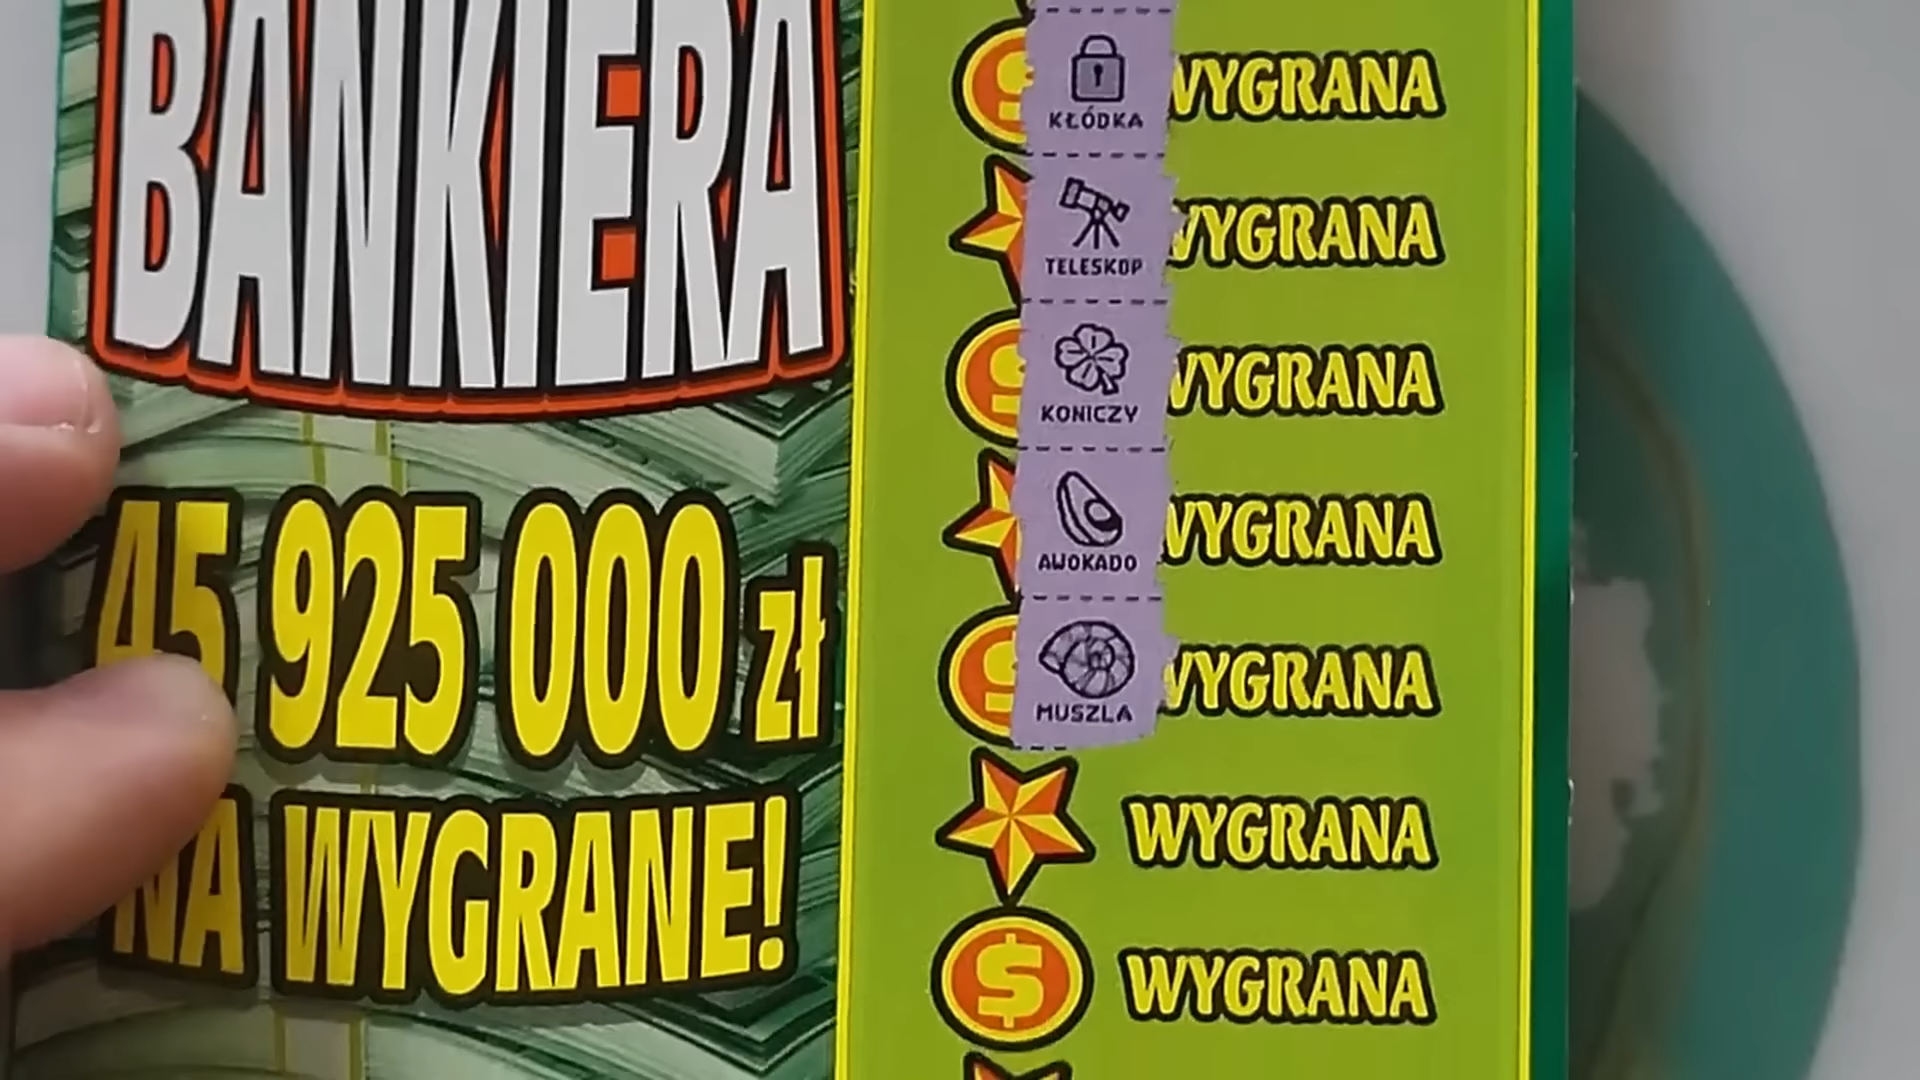 BANKIERA
45 925 000 zł
NA WYGRANE!
KŁÓDKA
WYGRANA
TELESKOP
WYGRANA
KONICZY
WYGRANA
AWOKADO
WYGRANA
MUSZLA
WYGRANA
WYGRANA
$
WYGRANA